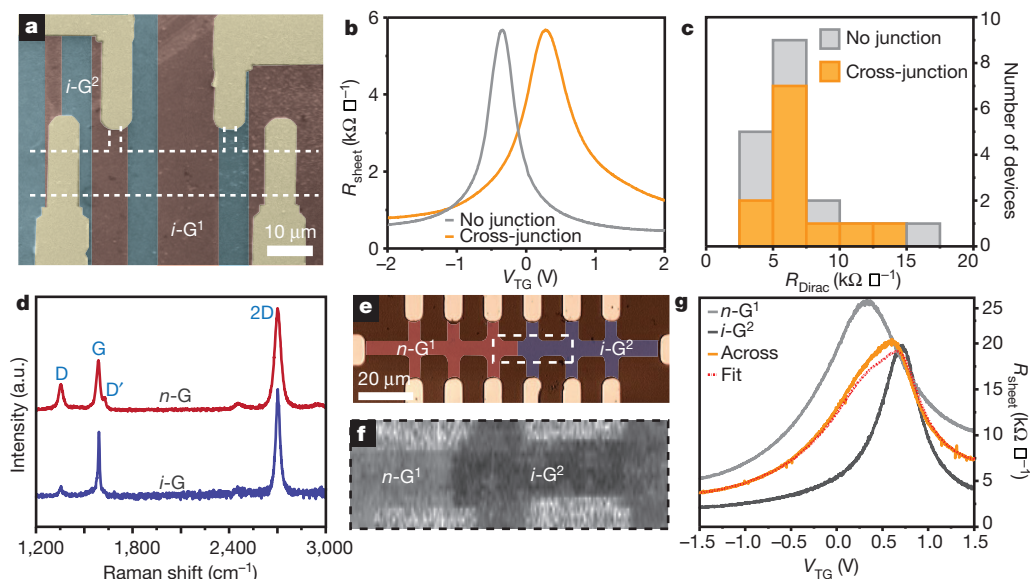 a
i-G²
i-G¹
10 μm
b
R_sheet (kΩ □⁻¹)
6
4
2
0
No junction
Cross-junction
−2
−1
0
1
2
V_TG (V)
c
No junction
Cross-junction
10
8
6
4
2
0
Number of devices
0
5
10
15
20
R_Dirac (kΩ □⁻¹)
d
Intensity (a.u.)
D
G
D′
2D
n-G
i-G
1,200
1,800
2,400
3,000
Raman shift (cm⁻¹)
e
n-G¹
i-G²
20 μm
f
n-G¹
i-G²
g
n-G¹
i-G²
Across
Fit
25
20
15
10
5
0
R_sheet (kΩ □⁻¹)
−1.5
−1.0
−0.5
0.0
0.5
1.0
1.5
V_TG (V)